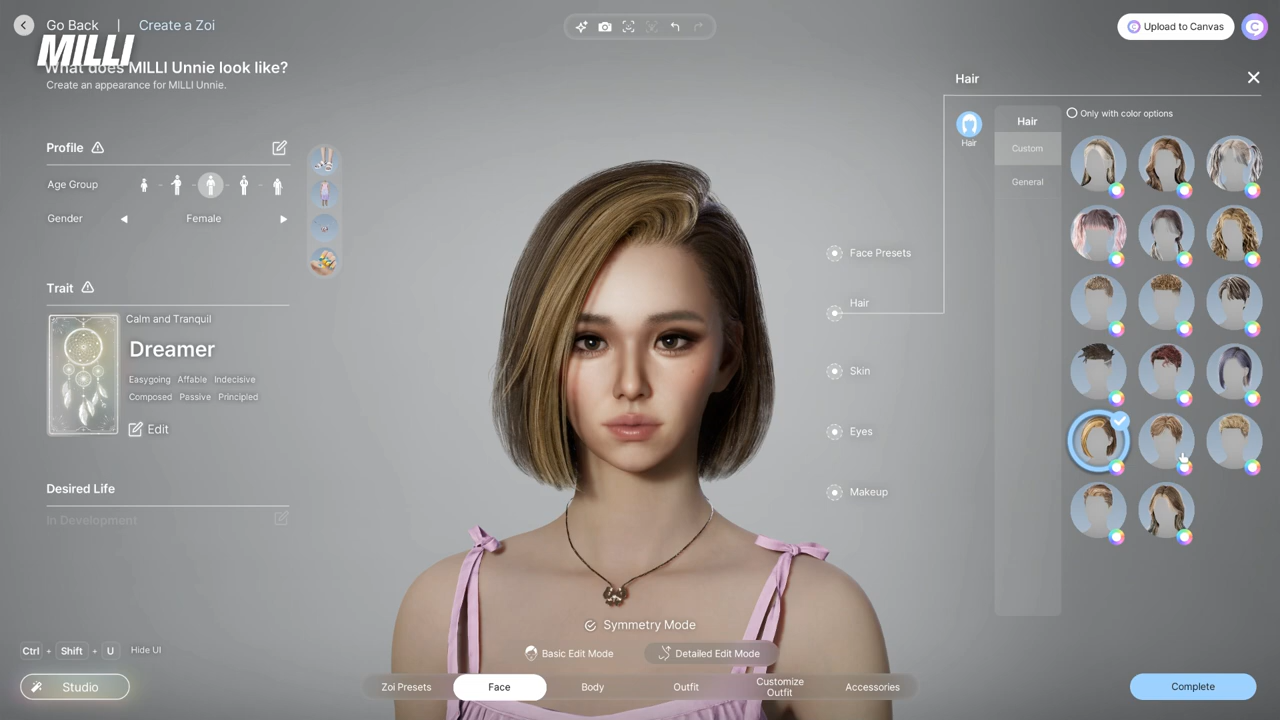 Go Back | Create a Zoi
MILLI
What does MILLI Unnie look like?
Create an appearance for MILLI Unnie.
Profile
Age Group
Gender
Female
Trait
Calm and Tranquil
Dreamer
Easygoing Affable Indecisive
Composed Passive Principled
Edit
Desired Life
In Development
Ctrl + Shift + U Hide UI
Studio
Face Presets
Hair
Skin
Eyes
Makeup
Symmetry Mode
Basic Edit Mode
Detailed Edit Mode
Zoi Presets
Face
Body
Outfit
Customize
Outfit
Accessories
Upload to Canvas
Hair
Hair
Hair
Custom
General
Only with color options
Complete